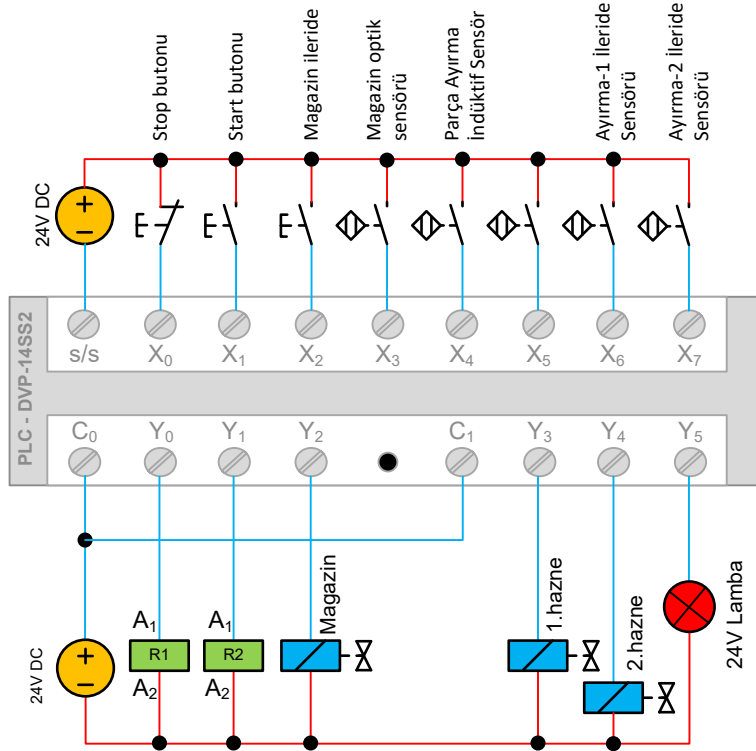 24V DC
Stop butonu
Start butonu
Magazin ileride
Magazin optik
sensörü
Parça Ayırma
İndüktif Sensör
Ayırma-1 İleride
Sensörü
Ayırma-2 İleride
Sensörü
+
−
PLC - DVP-14SS2
s/s
X0
X1
X2
X3
X4
X5
X6
X7
C0
Y0
Y1
Y2
C1
Y3
Y4
Y5
24V DC
+
−
A1
R1
A2
A1
R2
A2
Magazin
1.hazne
2.hazne
24V Lamba